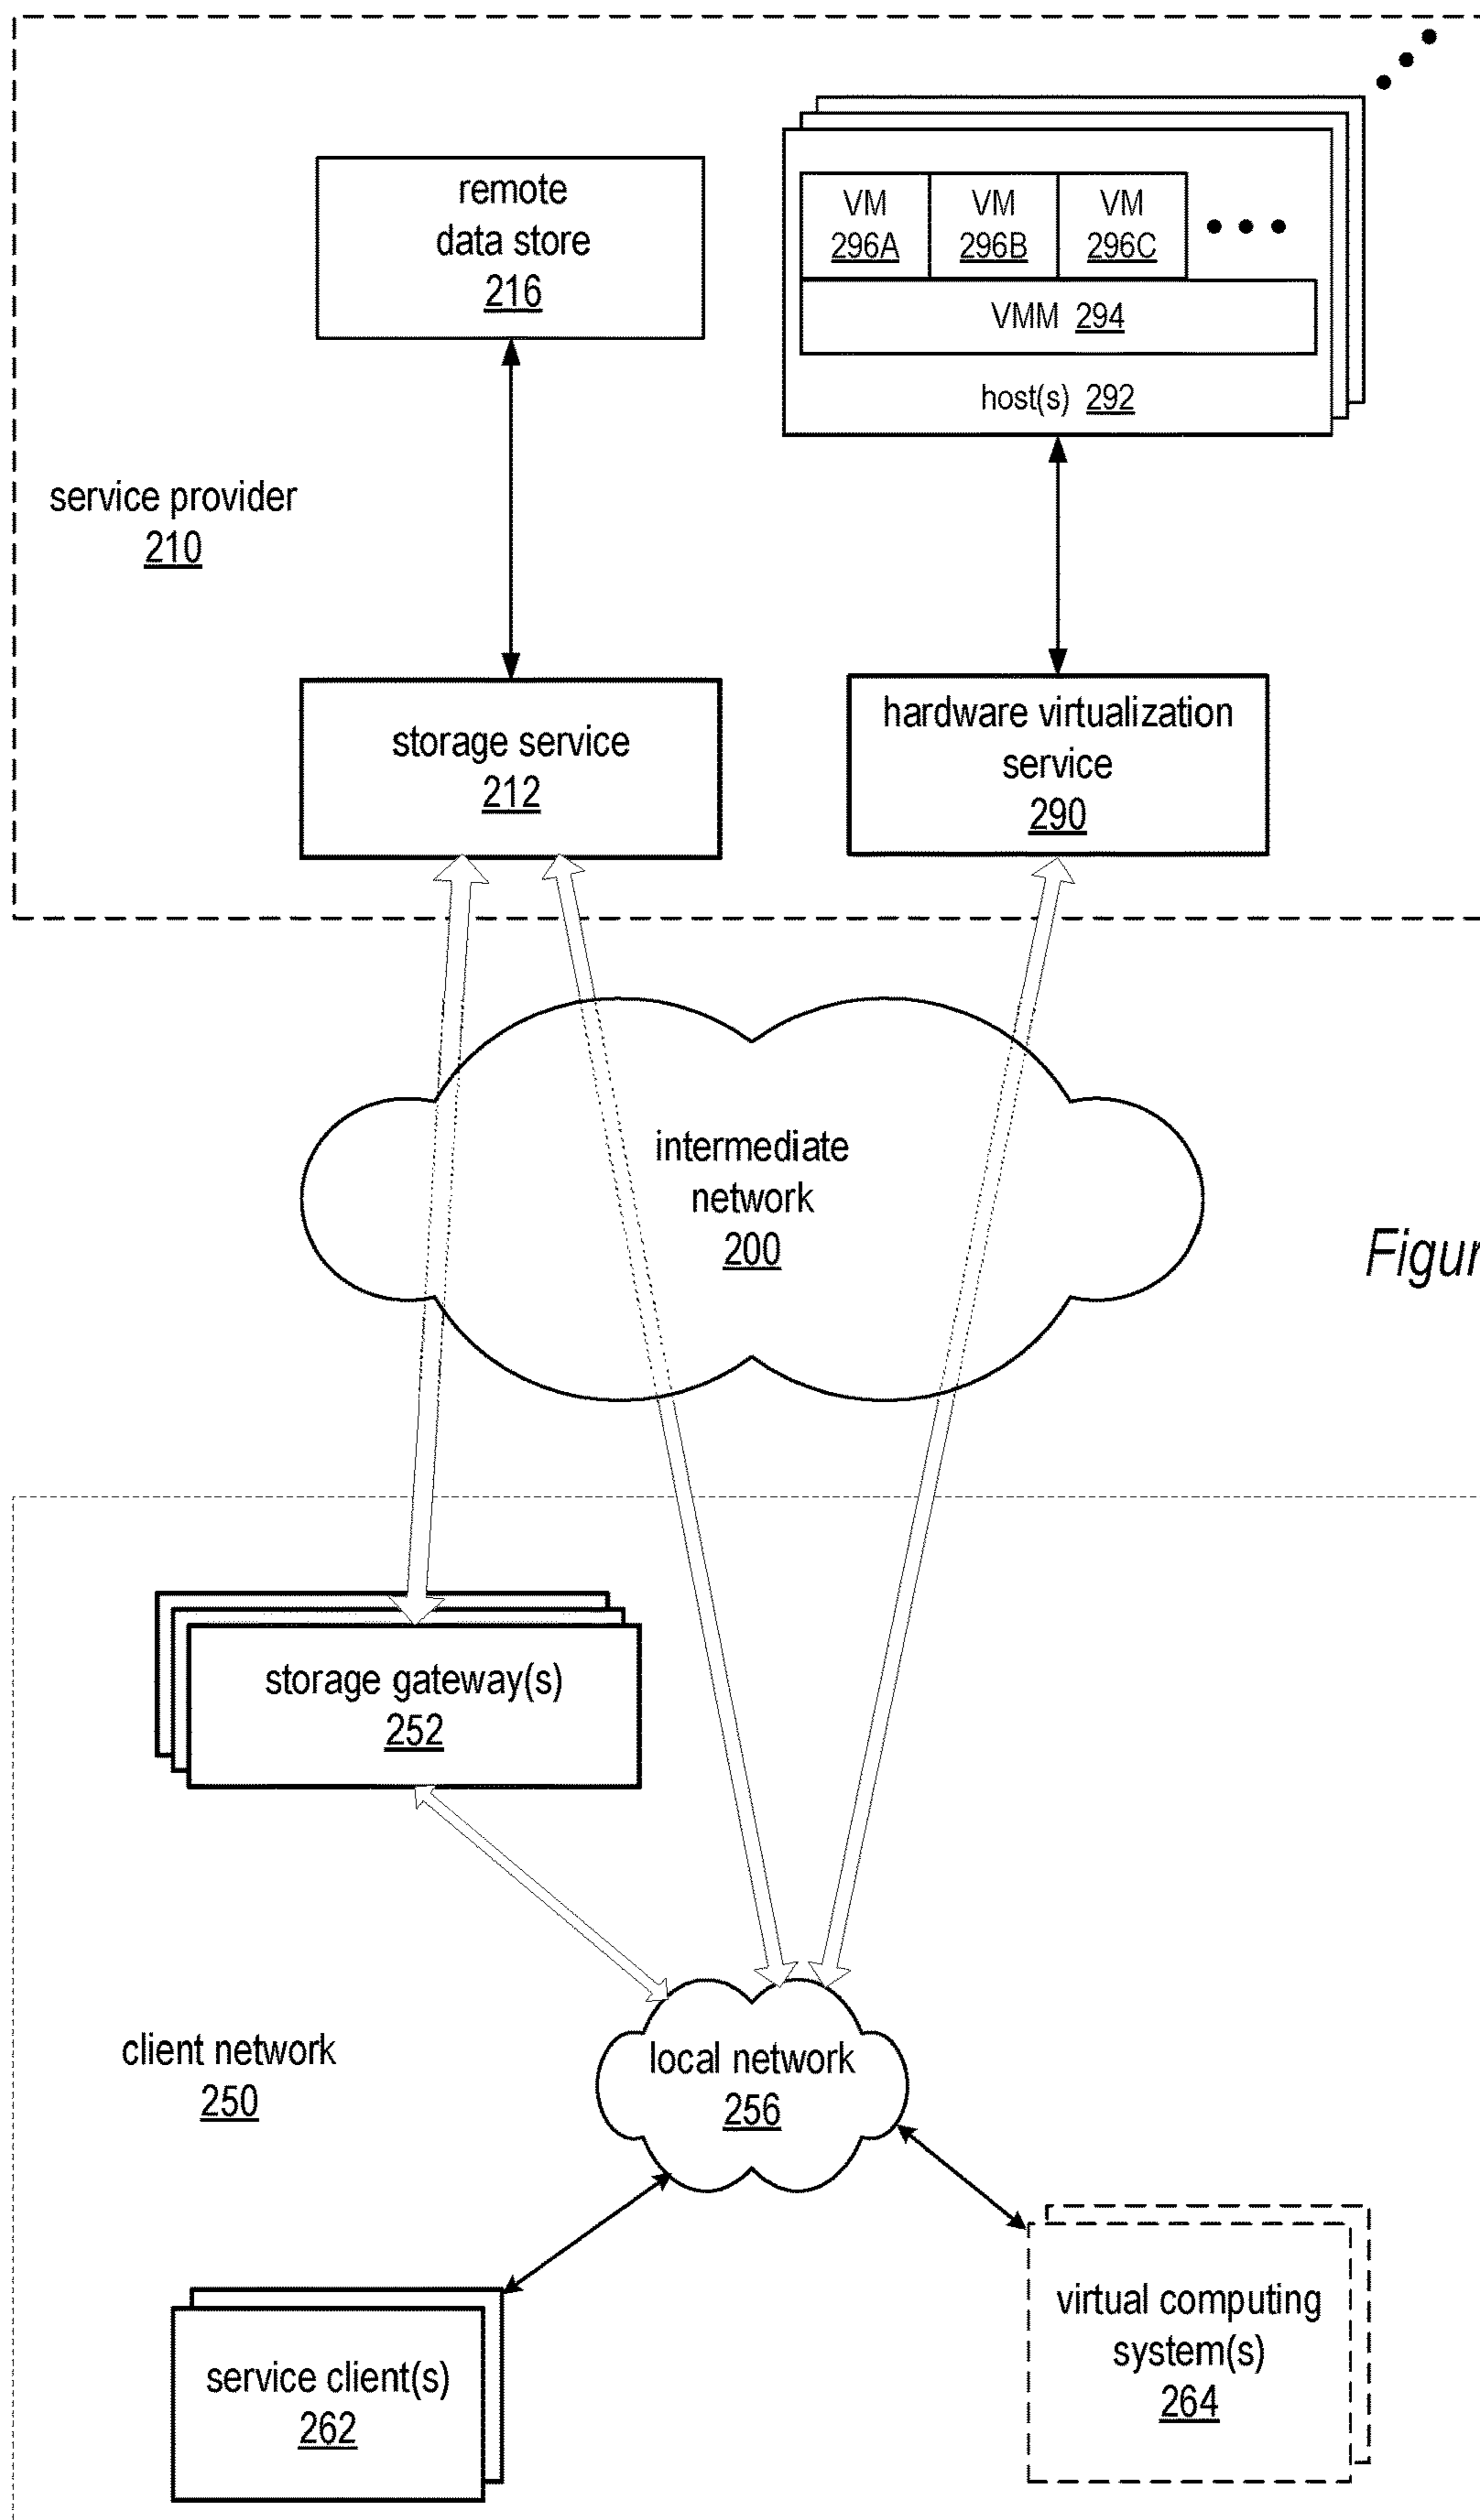 remote
data store
216
VM
296A
VM
296B
VM
296C
VMM 294
host(s) 292
service provider
210
storage service
212
hardware virtualization
service
290
intermediate
network
200
Figur
storage gateway(s)
252
client network
250
local network
256
service client(s)
262
virtual computing
system(s)
264